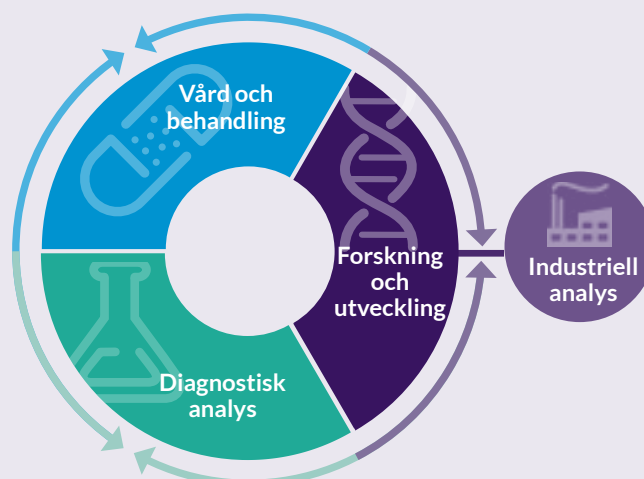 Vård och
behandling
Forskning
och
utveckling
Industriell
analys
Diagnostisk
analys